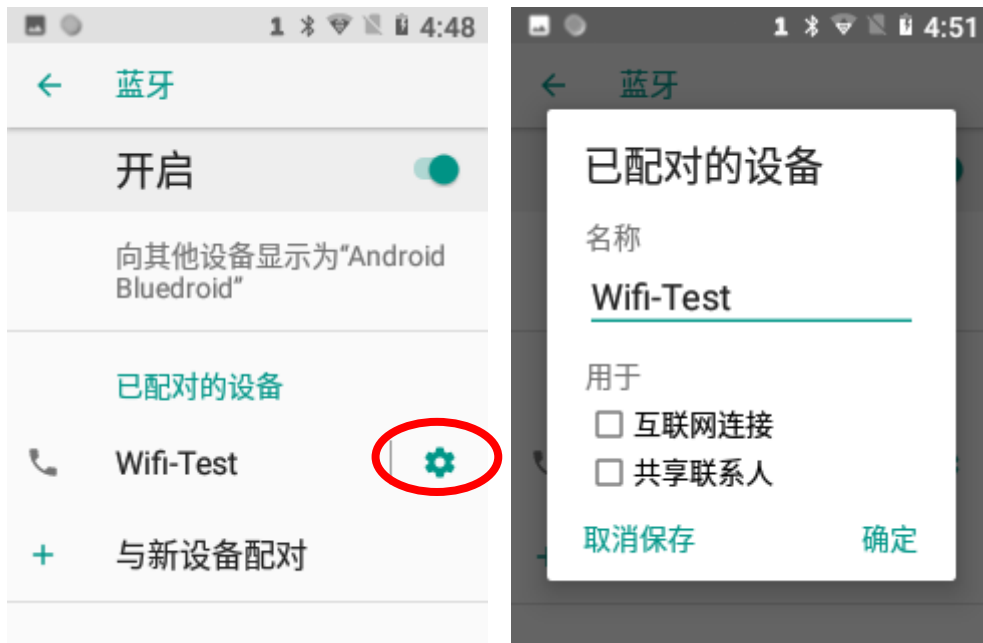 1 4:48
蓝牙
开启
向其他设备显示为“Android
Bluedroid”
已配对的设备
Wifi-Test
与新设备配对
1 4:51
蓝牙
已配对的设备
名称
Wifi-Test
用于
互联网连接
共享联系人
取消保存 确定